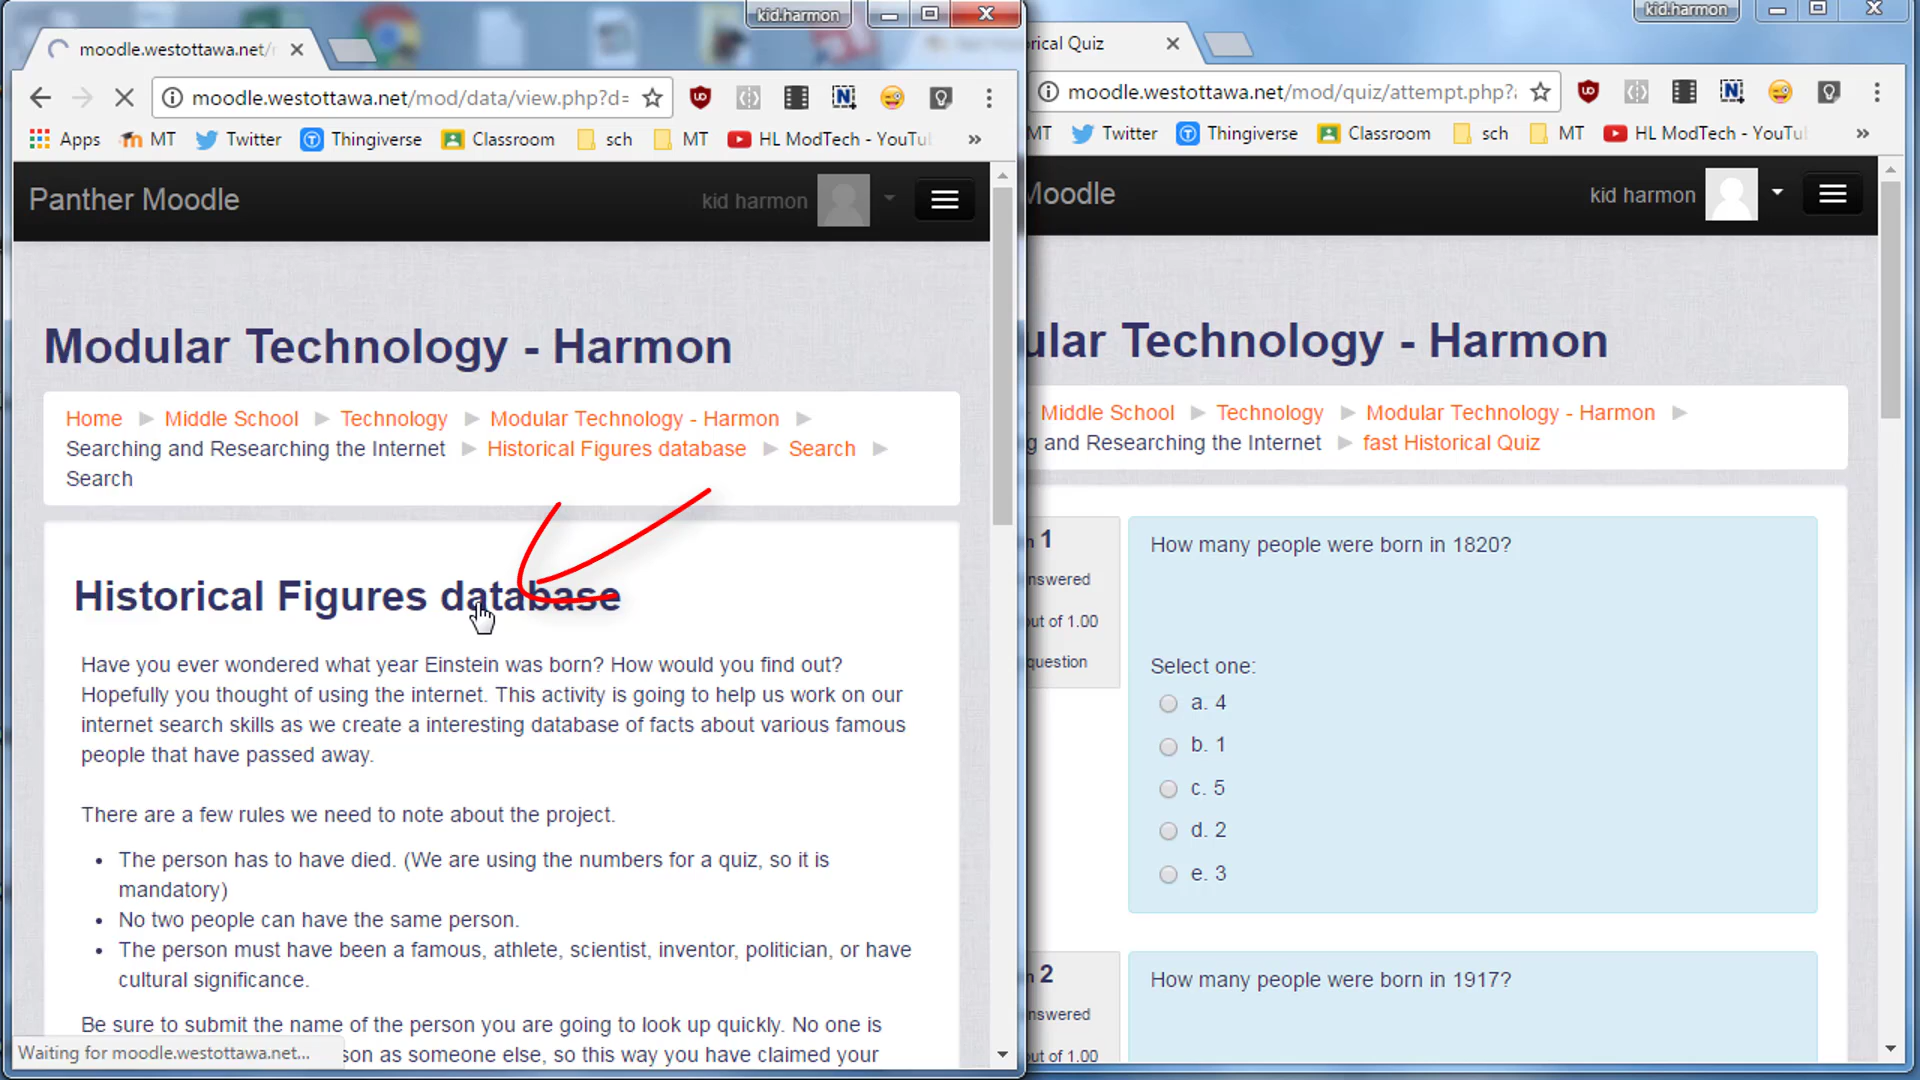 kid.harmon
moodle.westottawa.net/
moodle.westottawa.net/mod/data/view.php?d=
Apps MT Twitter Thingiverse Classroom sch MT HL ModTech - YouTu
Panther Moodle
kid harmon
Modular Technology - Harmon
Home Middle School Technology Modular Technology - Harmon
Searching and Researching the Internet Historical Figures database Search
Search
Historical Figures database
Have you ever wondered what year Einstein was born? How would you find out?
Hopefully you thought of using the internet. This activity is going to help us work on our
internet search skills as we create a interesting database of facts about various famous
people that have passed away.
There are a few rules we need to note about the project.
• The person has to have died. (We are using the numbers for a quiz, so it is
mandatory)
• No two people can have the same person.
• The person must have been a famous, athlete, scientist, inventor, politician, or have
cultural significance.
Be sure to submit the name of the person you are going to look up quickly. No one is
son as someone else, so this way you have claimed your
Waiting for moodle.westottawa.net...
kid.harmon
rical Quiz
moodle.westottawa.net/mod/quiz/attempt.php?
MT Twitter Thingiverse Classroom sch MT HL ModTech - YouTu
Moodle
kid harmon
ular Technology - Harmon
Middle School Technology Modular Technology - Harmon
g and Researching the Internet fast Historical Quiz
n 1
nswered
out of 1.00
question
How many people were born in 1820?
Select one:
a. 4
b. 1
c. 5
d. 2
e. 3
n 2
nswered
out of 1.00
How many people were born in 1917?